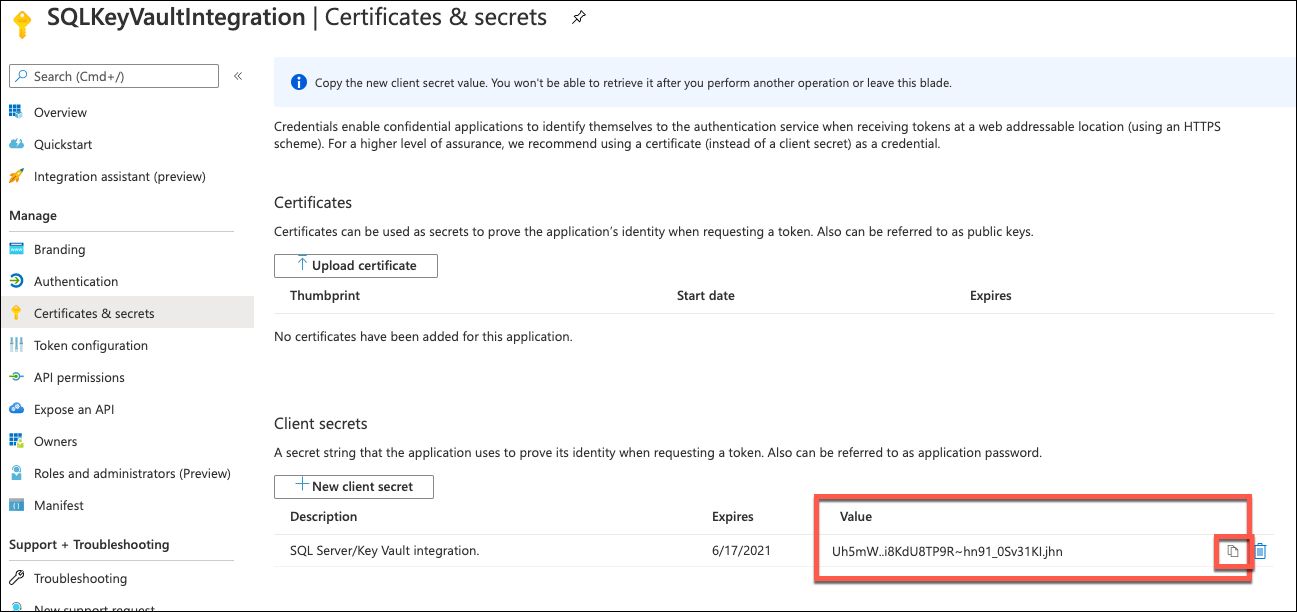 SQLKeyVaultIntegration | Certificates & secrets
Search (Cmd+/)
«
Overview
Quickstart
Integration assistant (preview)
Manage
Branding
Authentication
Certificates & secrets
Token configuration
API permissions
Expose an API
Owners
Roles and administrators (Preview)
Manifest
Support + Troubleshooting
Troubleshooting
New support request
Copy the new client secret value. You won't be able to retrieve it after you perform another operation or leave this blade.
Credentials enable confidential applications to identify themselves to the authentication service when receiving tokens at a web addressable location (using an HTTPS
scheme). For a higher level of assurance, we recommend using a certificate (instead of a client secret) as a credential.
Certificates
Certificates can be used as secrets to prove the application's identity when requesting a token. Also can be referred to as public keys.
Upload certificate
Thumbprint Start date Expires
No certificates have been added for this application.
Client secrets
A secret string that the application uses to prove its identity when requesting a token. Also can be referred to as application password.
New client secret
Description Expires Value
SQL Server/Key Vault integration. 6/17/2021 Uh5mW..i8KdU8TP9R~hn91_0Sv31KI.jhn